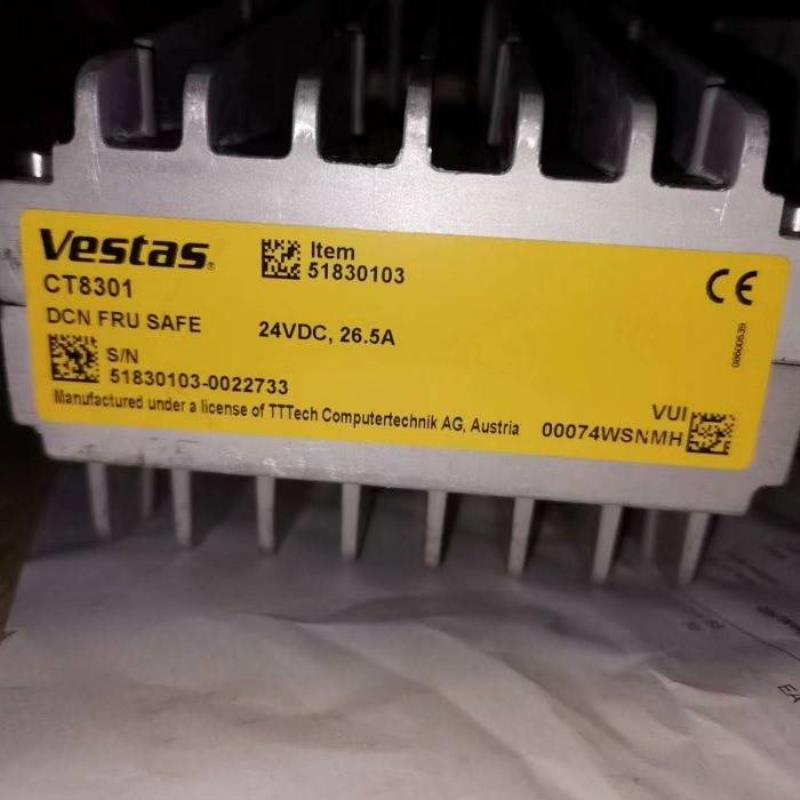 Vestas®
CT8301
DCN FRU SAFE
Item
51830103
24VDC, 26.5A
CE
S/N
51830103-0022733
Manufactured under a license of TTTech Computertechnik AG, Austria
VUI
00074WSNMH
EA